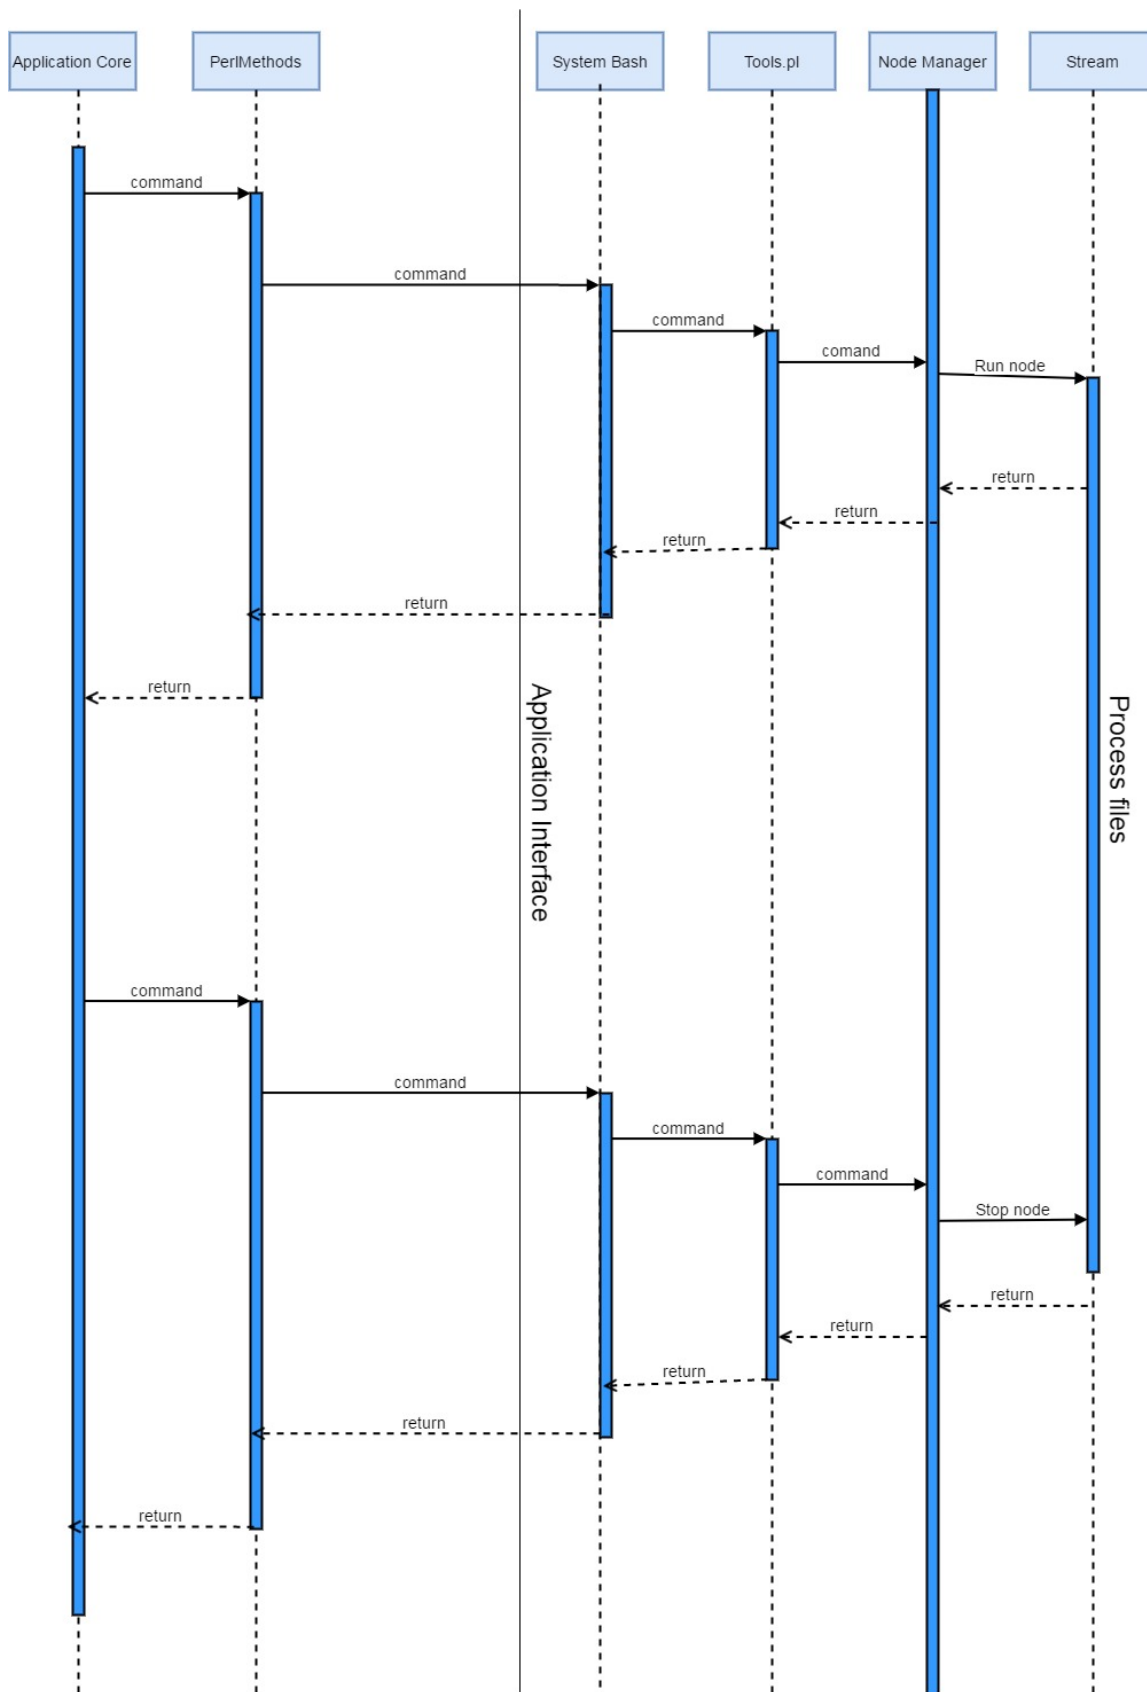 Application Core
PerlMethods
System Bash
Tools.pl
Node Manager
Stream
command
command
command
comand
Run node
return
return
return
return
return
Application Interface
Process files
command
command
command
command
Stop node
return
return
return
return
return